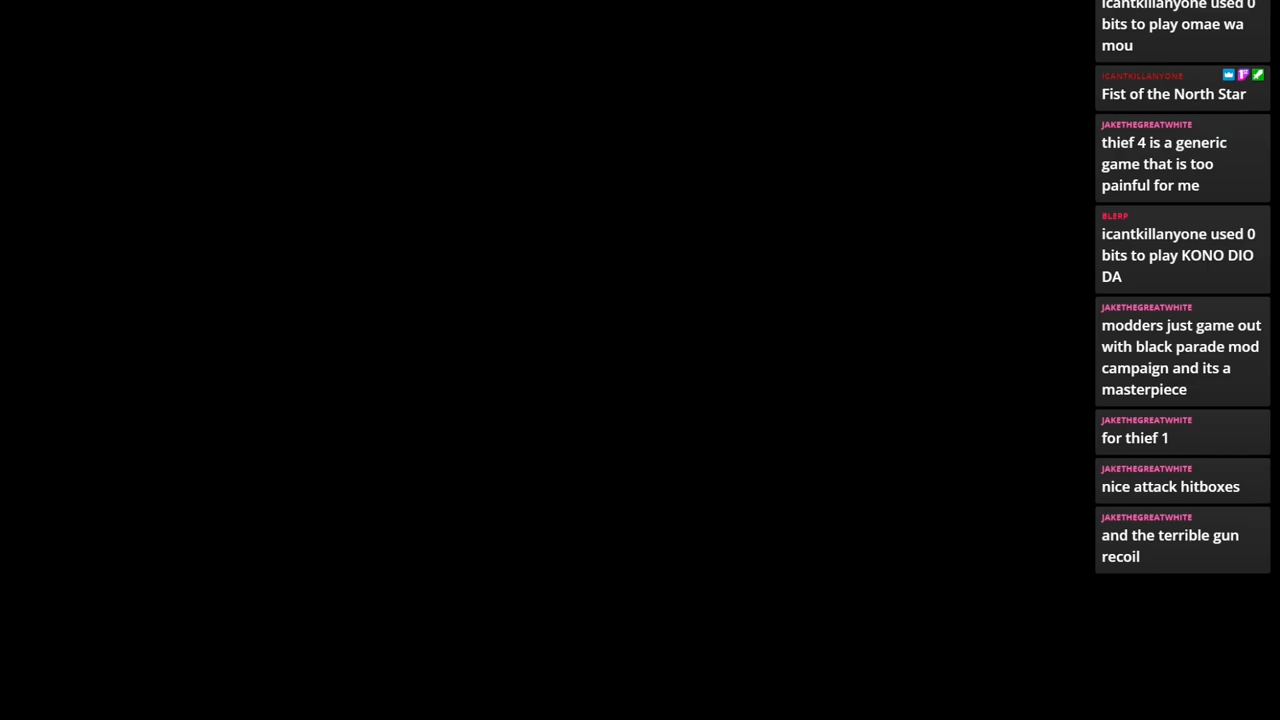 icantkillanyone used 0
bits to play omae wa
mou
ICANTKILLANYONE
Fist of the North Star
JAKETHEGREATWHITE
thief 4 is a generic
game that is too
painful for me
BLERP
icantkillanyone used 0
bits to play KONO DIO
DA
JAKETHEGREATWHITE
modders just game out
with black parade mod
campaign and its a
masterpiece
JAKETHEGREATWHITE
for thief 1
JAKETHEGREATWHITE
nice attack hitboxes
JAKETHEGREATWHITE
and the terrible gun
recoil